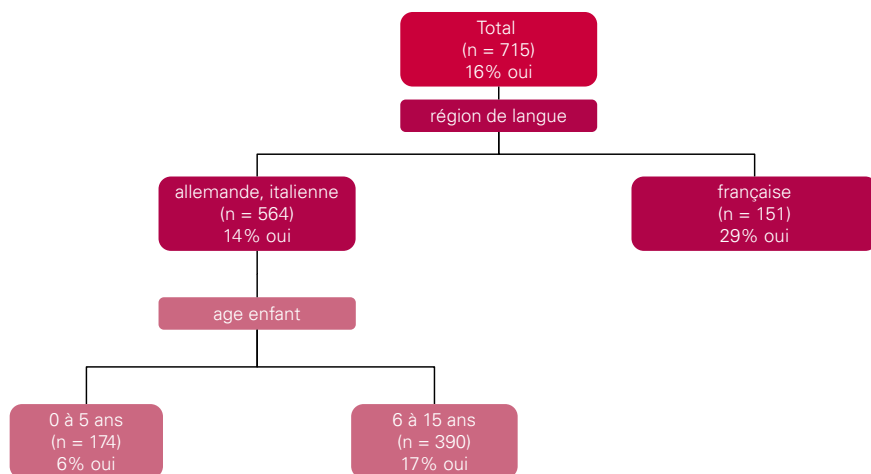 Total
(n = 715)
16% oui
région de langue
allemande, italienne
(n = 564)
14% oui
française
(n = 151)
29% oui
age enfant
0 à 5 ans
(n = 174)
6% oui
6 à 15 ans
(n = 390)
17% oui